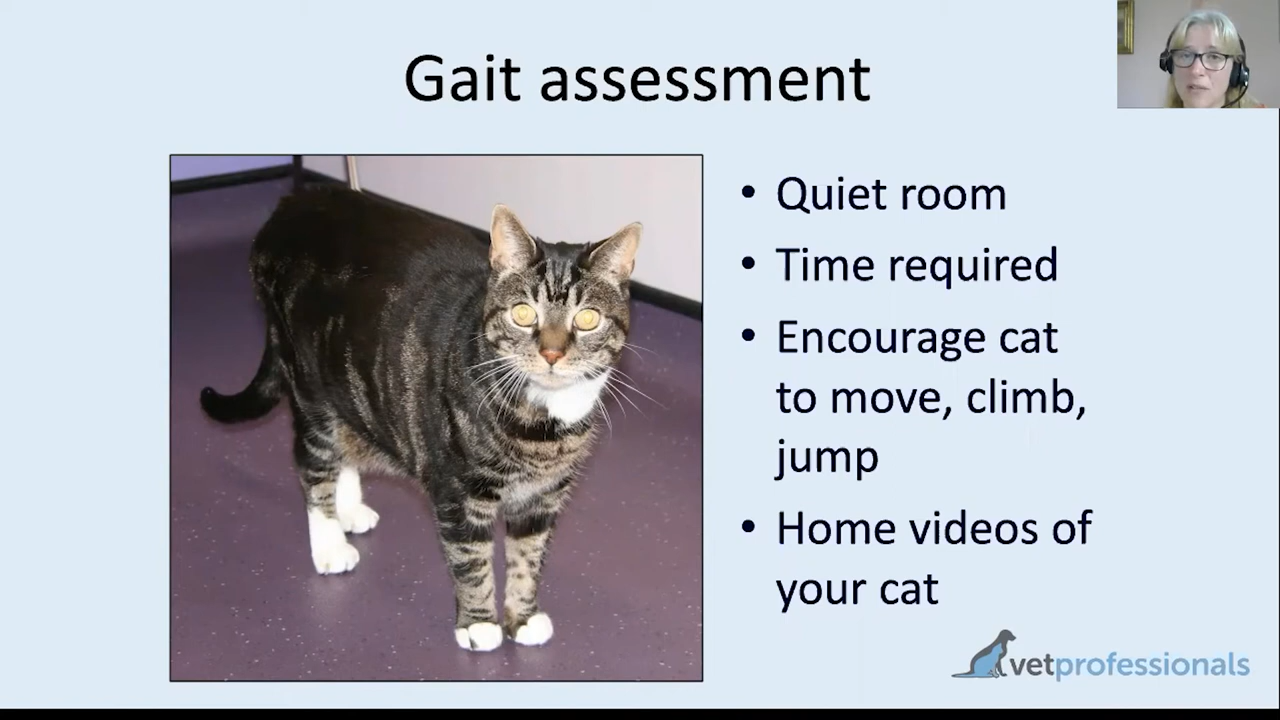 Gait assessment
• Quiet room
• Time required
• Encourage cat
to move, climb,
jump
• Home videos of
your cat
vetprofessionals